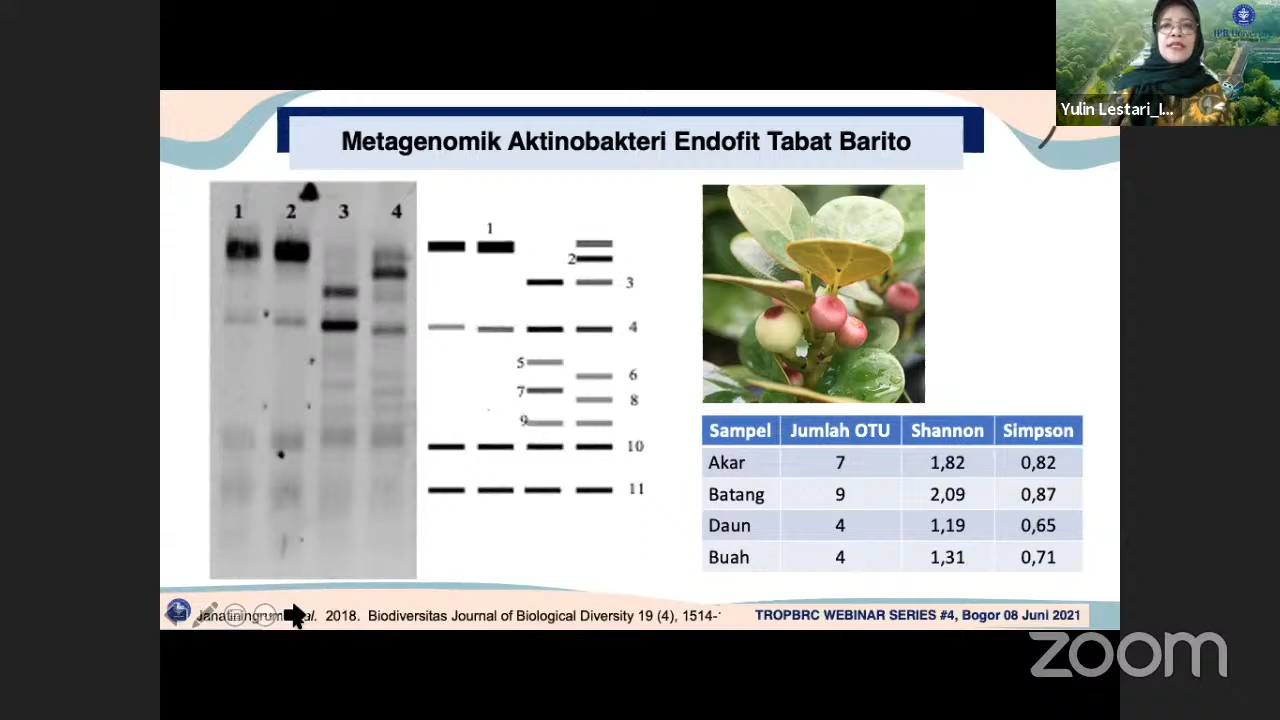 IPB University
Yulin Lestari_I...
Metagenomik Aktinobakteri Endofit Tabat Barito
1 2 3 4
1
2
3
4
5
6
7
8
9
10
11
Sampel Jumlah OTU Shannon Simpson
Akar 7 1,82 0,82
Batang 9 2,09 0,87
Daun 4 1,19 0,65
Buah 4 1,31 0,71
al. 2018. Biodiversitas Journal of Biological Diversity 19 (4), 1514-
TROPBRC WEBINAR SERIES #4, Bogor 08 Juni 2021
zoom